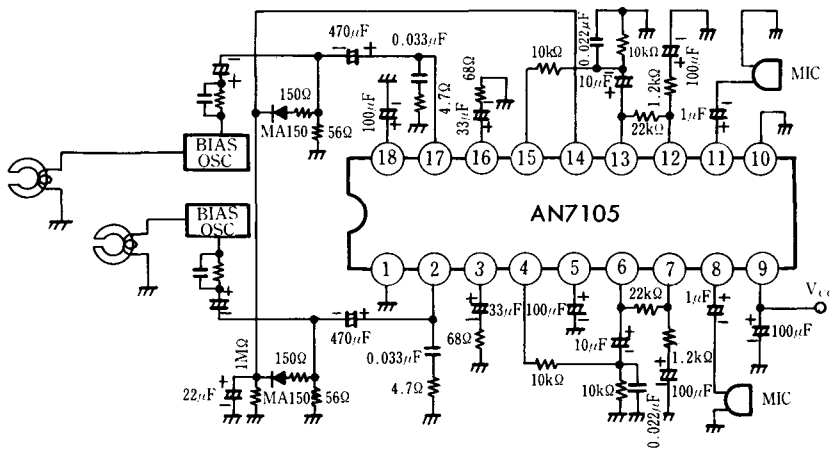 470μF
0.033μF
150Ω
MA150
56Ω
100μF
4.7Ω
68Ω
33μF
10kΩ
0.022μF
10kΩ
10μF
22kΩ
1.2kΩ
100μF
1μF
MIC
BIAS
OSC
18
17
16
15
14
13
12
11
10
AN7105
BIAS
OSC
1
2
3
4
5
6
7
8
9
470μF
0.033μF
4.7Ω
33μF
68Ω
100μF
22kΩ
10μF
1.2kΩ
1μF
VCC
100μF
1MΩ
150Ω
22μF
MA150
56Ω
10kΩ
10kΩ
0.022μF
100μF
MIC